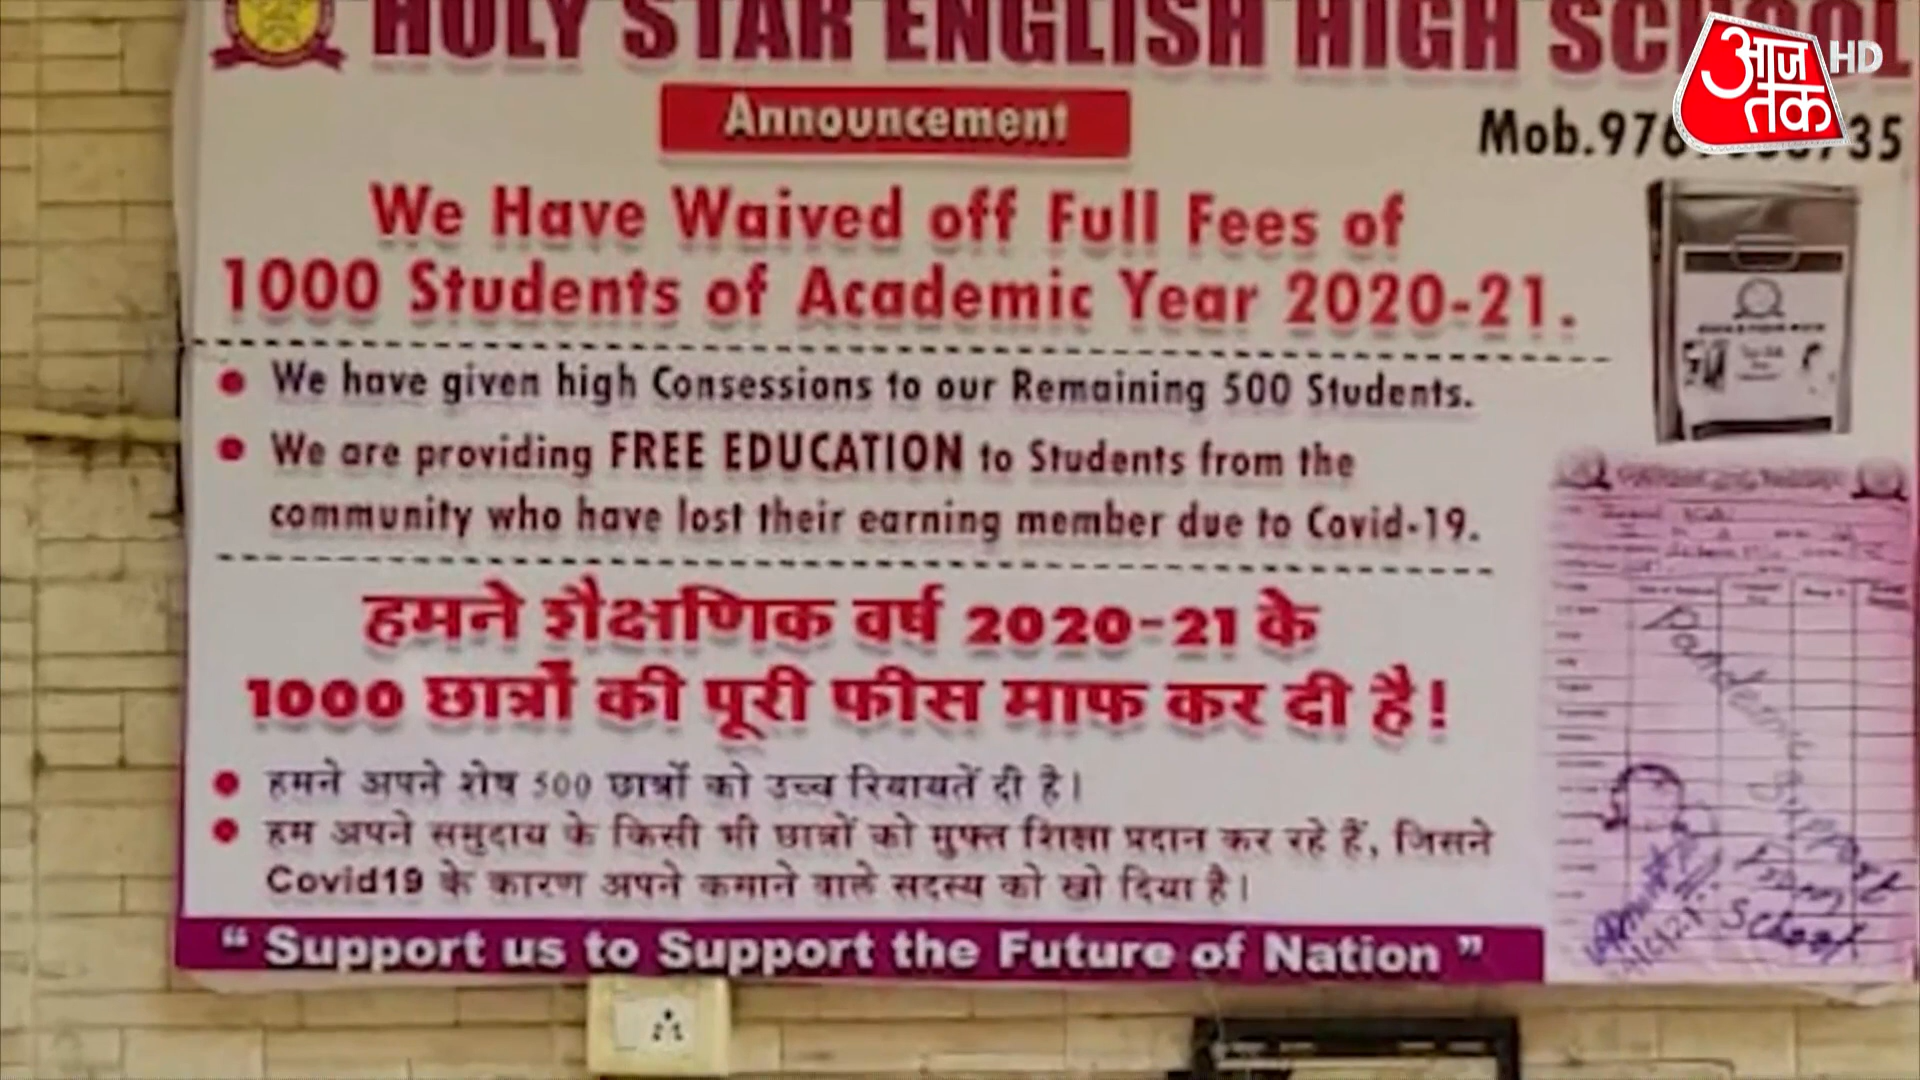 HOLY STAR ENGLISH HIGH SCHOOL
आज तक HD
Announcement
We Have Waived off Full Fees of
1000 Students of Academic Year 2020-21.
We have given high Consessions to our Remaining 500 Students.
We are providing FREE EDUCATION to Students from the
community who have lost their earning member due to Covid-19.
हमने शैक्षणिक वर्ष 2020-21 के
1000 छात्रों की पूरी फीस माफ कर दी है!
हमने अपने शेष 500 छात्रों को उच्च रियायतें दी है।
हम अपने समुदाय के किसी भी छात्रों को मुफ्त शिक्षा प्रदान कर रहे हैं, जिसने
Covid19 के कारण अपने कमाने वाले सदस्य को खो दिया है।
“ Support us to Support the Future of Nation ”
Pandemic
Support
from
School